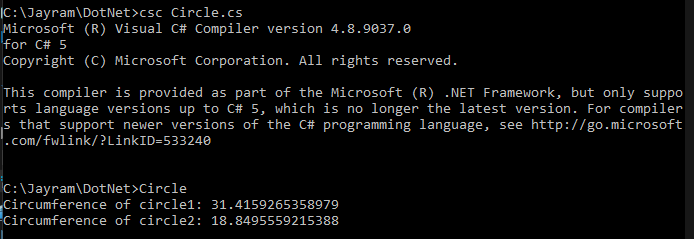 C:\Jayram\DotNet>csc Circle.cs
Microsoft (R) Visual C# Compiler version 4.8.9037.0
for C# 5
Copyright (C) Microsoft Corporation. All rights reserved.
This compiler is provided as part of the Microsoft (R) .NET Framework, but only suppo
rts language versions up to C# 5, which is no longer the latest version. For compiler
s that support newer versions of the C# programming language, see http://go.microsoft
.com/fwlink/?LinkID=533240
C:\Jayram\DotNet>Circle
Circumference of circle1: 31.4159265358979
Circumference of circle2: 18.8495559215388